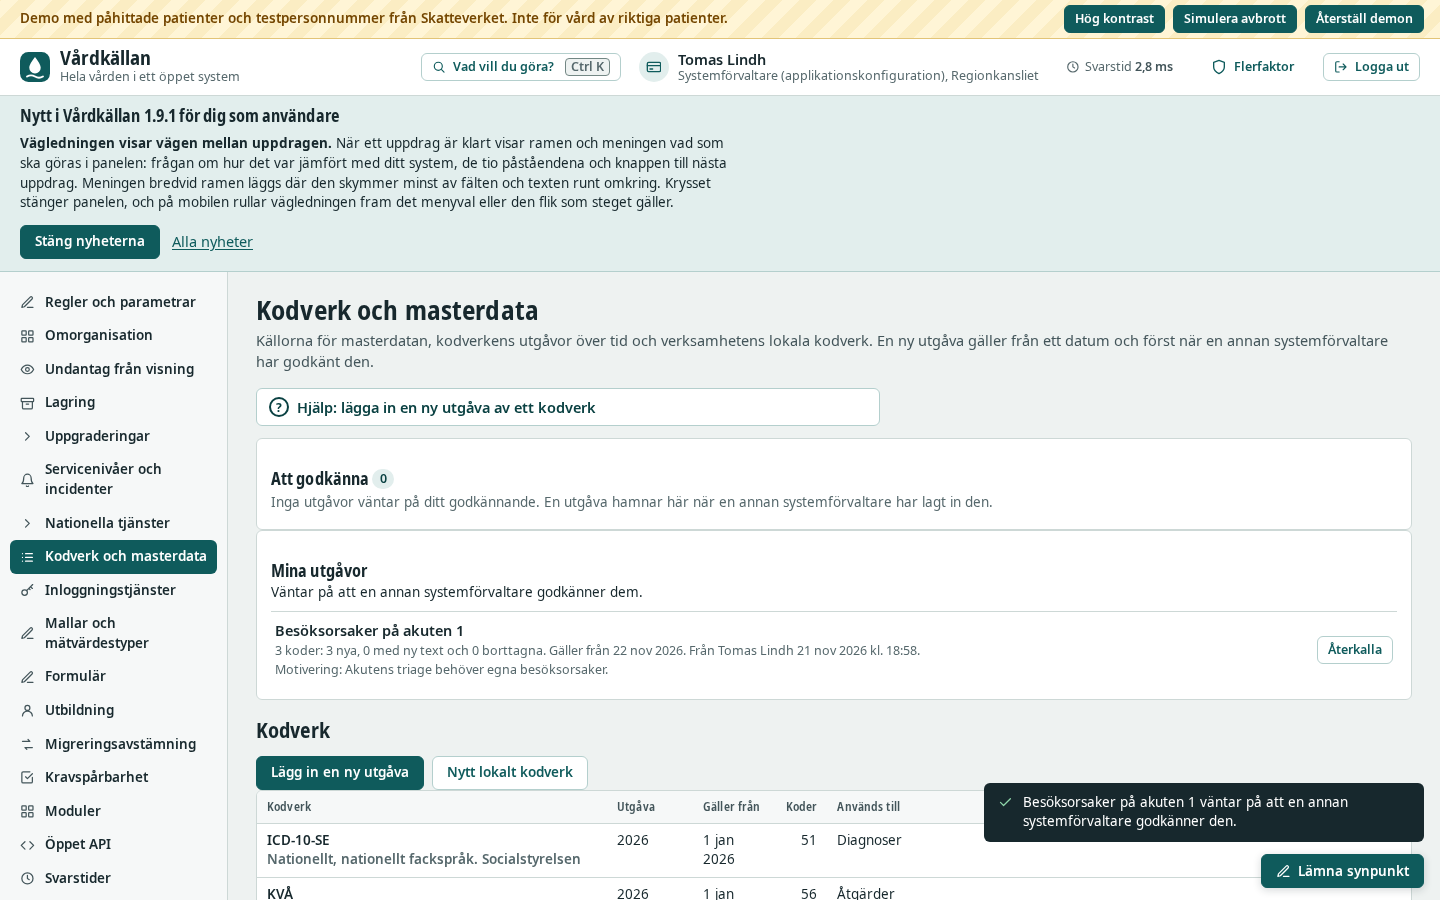 Demo med påhittade patienter och testpersonnummer från Skatteverket. Inte för vård av riktiga patienter.
Hög kontrast
Simulera avbrott
Återställ demon
Vårdkällan
Hela vården i ett öppet system
Vad vill du göra? Ctrl K
Tomas Lindh
Systemförvaltare (applikationskonfiguration), Regionkansliet
Svarstid 2,8 ms
Flerfaktor
Logga ut
Nytt i Vårdkällan 1.9.1 för dig som användare
Vägledningen visar vägen mellan uppdragen. När ett uppdrag är klart visar ramen och meningen vad som
ska göras i panelen: frågan om hur det var jämfört med ditt system, de tio påståendena och knappen till nästa
uppdrag. Meningen bredvid ramen läggs där den skymmer minst av fälten och texten runt omkring. Krysset
stänger panelen, och på mobilen rullar vägledningen fram det menyval eller den flik som steget gäller.
Stäng nyheterna
Alla nyheter
Regler och parametrar
Omorganisation
Undantag från visning
Lagring
Uppgraderingar
Servicenivåer och
incidenter
Nationella tjänster
Kodverk och masterdata
Inloggningstjänster
Mallar och
mätvärdestyper
Formulär
Utbildning
Migreringsavstämning
Kravspårbarhet
Moduler
Öppet API
Svarstider
Kodverk och masterdata
Källorna för masterdatan, kodverkens utgåvor över tid och verksamhetens lokala kodverk. En ny utgåva gäller från ett datum och först när en annan systemförvaltare
har godkänt den.
? Hjälp: lägga in en ny utgåva av ett kodverk
Att godkänna 0
Inga utgåvor väntar på ditt godkännande. En utgåva hamnar här när en annan systemförvaltare har lagt in den.
Mina utgåvor
Väntar på att en annan systemförvaltare godkänner dem.
Besöksorsaker på akuten 1
3 koder: 3 nya, 0 med ny text och 0 borttagna. Gäller från 22 nov 2026. Från Tomas Lindh 21 nov 2026 kl. 18:58.
Motivering: Akutens triage behöver egna besöksorsaker.
Återkalla
Kodverk
Lägg in en ny utgåva
Nytt lokalt kodverk
Kodverk Utgåva Gäller från Koder Används till
ICD-10-SE 2026 1 jan 51 Diagnoser
Nationellt, nationellt fackspråk. Socialstyrelsen 2026
KVÅ 2026 1 jan 56 Åtgärder
Besöksorsaker på akuten 1 väntar på att en annan
systemförvaltare godkänner den.
Lämna synpunkt